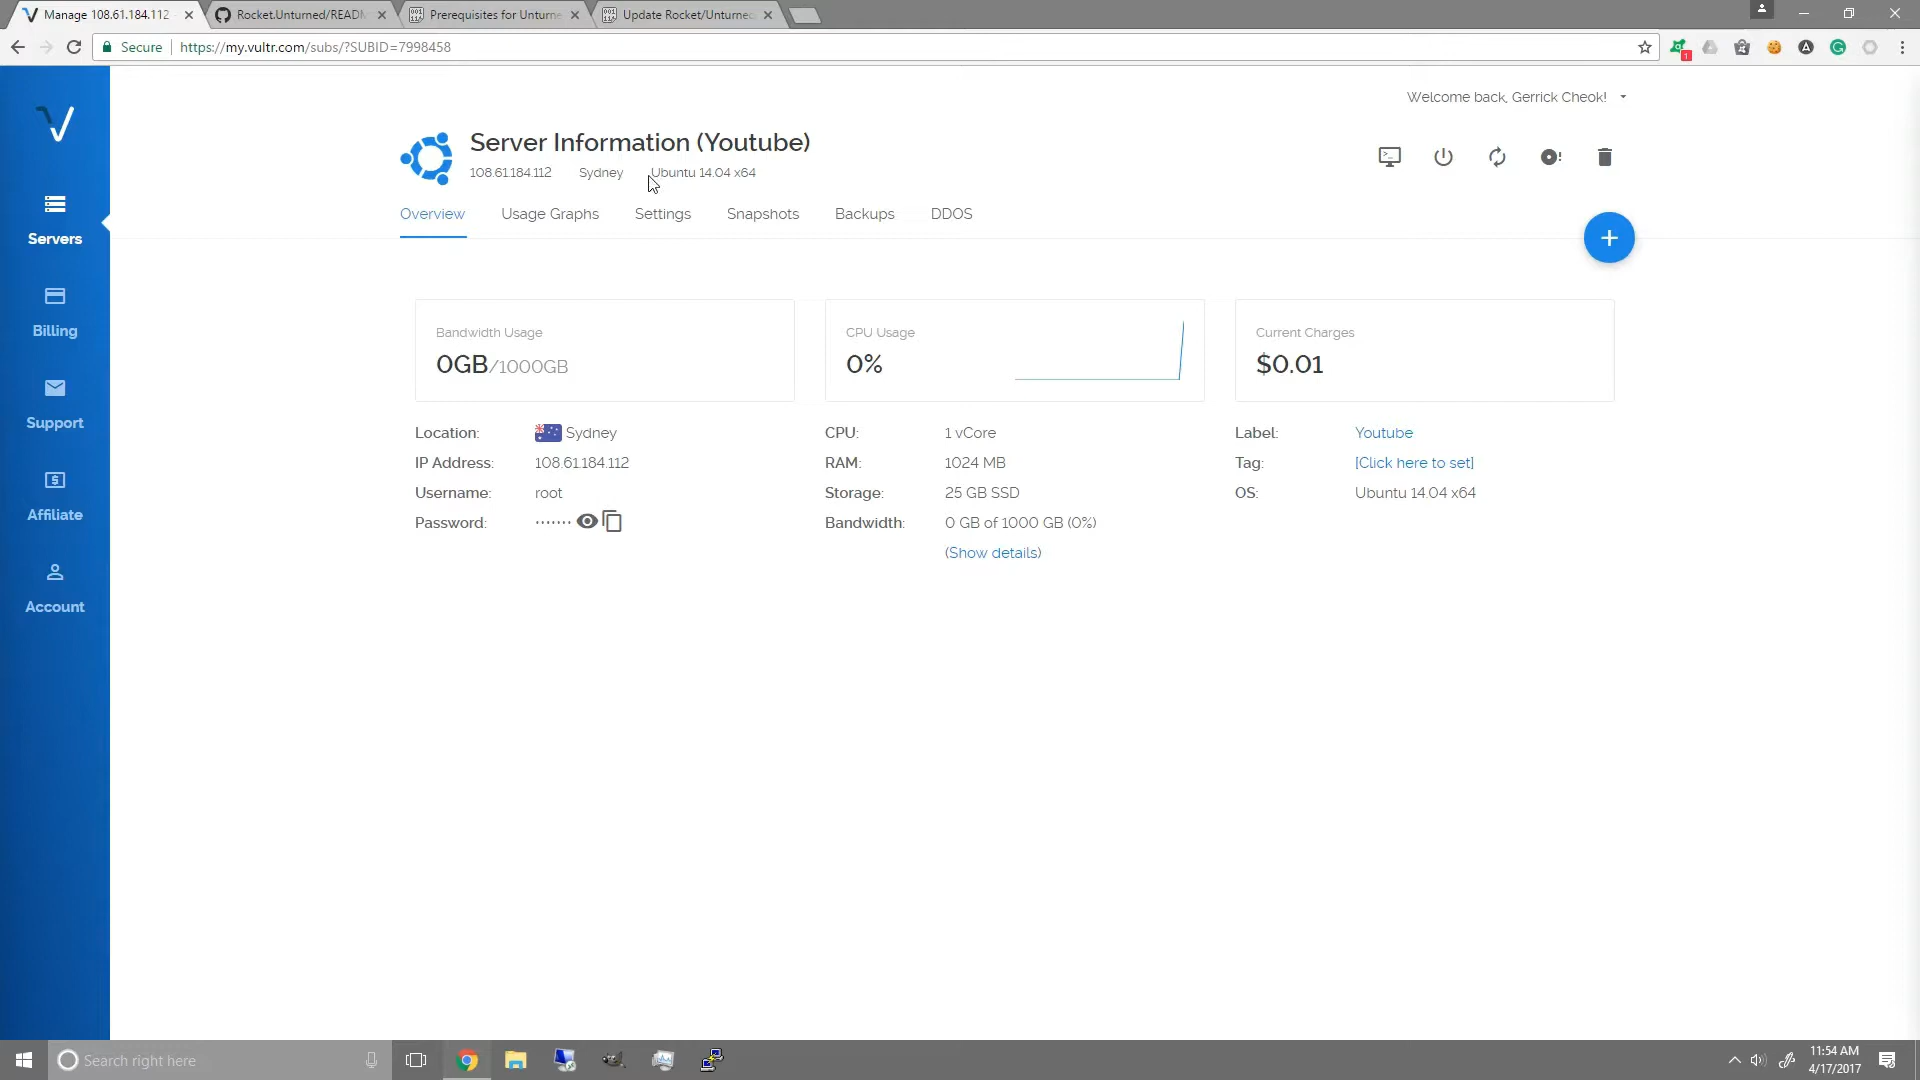 Manage 108.61.184.112
Rocket.Unturned/READM
Prerequisites for Unturne
Update Rocket/Unturned
Secure
https://my.vultr.com/subs/?SUBID=7998458
1
Welcome back, Gerrick Cheok!
Server Information (Youtube)
108.61.184.112 Sydney Ubuntu 14.04 x64
Overview Usage Graphs Settings Snapshots Backups DDOS
Servers
Billing
Support
Affiliate
Account
Bandwidth Usage
0GB/1000GB
CPU Usage
0%
Current Charges
$0.01
Location: Sydney
IP Address: 108.61.184.112
Username: root
Password: ·······
CPU: 1 vCore
RAM: 1024 MB
Storage: 25 GB SSD
Bandwidth: 0 GB of 1000 GB (0%)
(Show details)
Label: Youtube
Tag: [Click here to set]
OS: Ubuntu 14.04 x64
Search right here
11:54 AM
4/17/2017